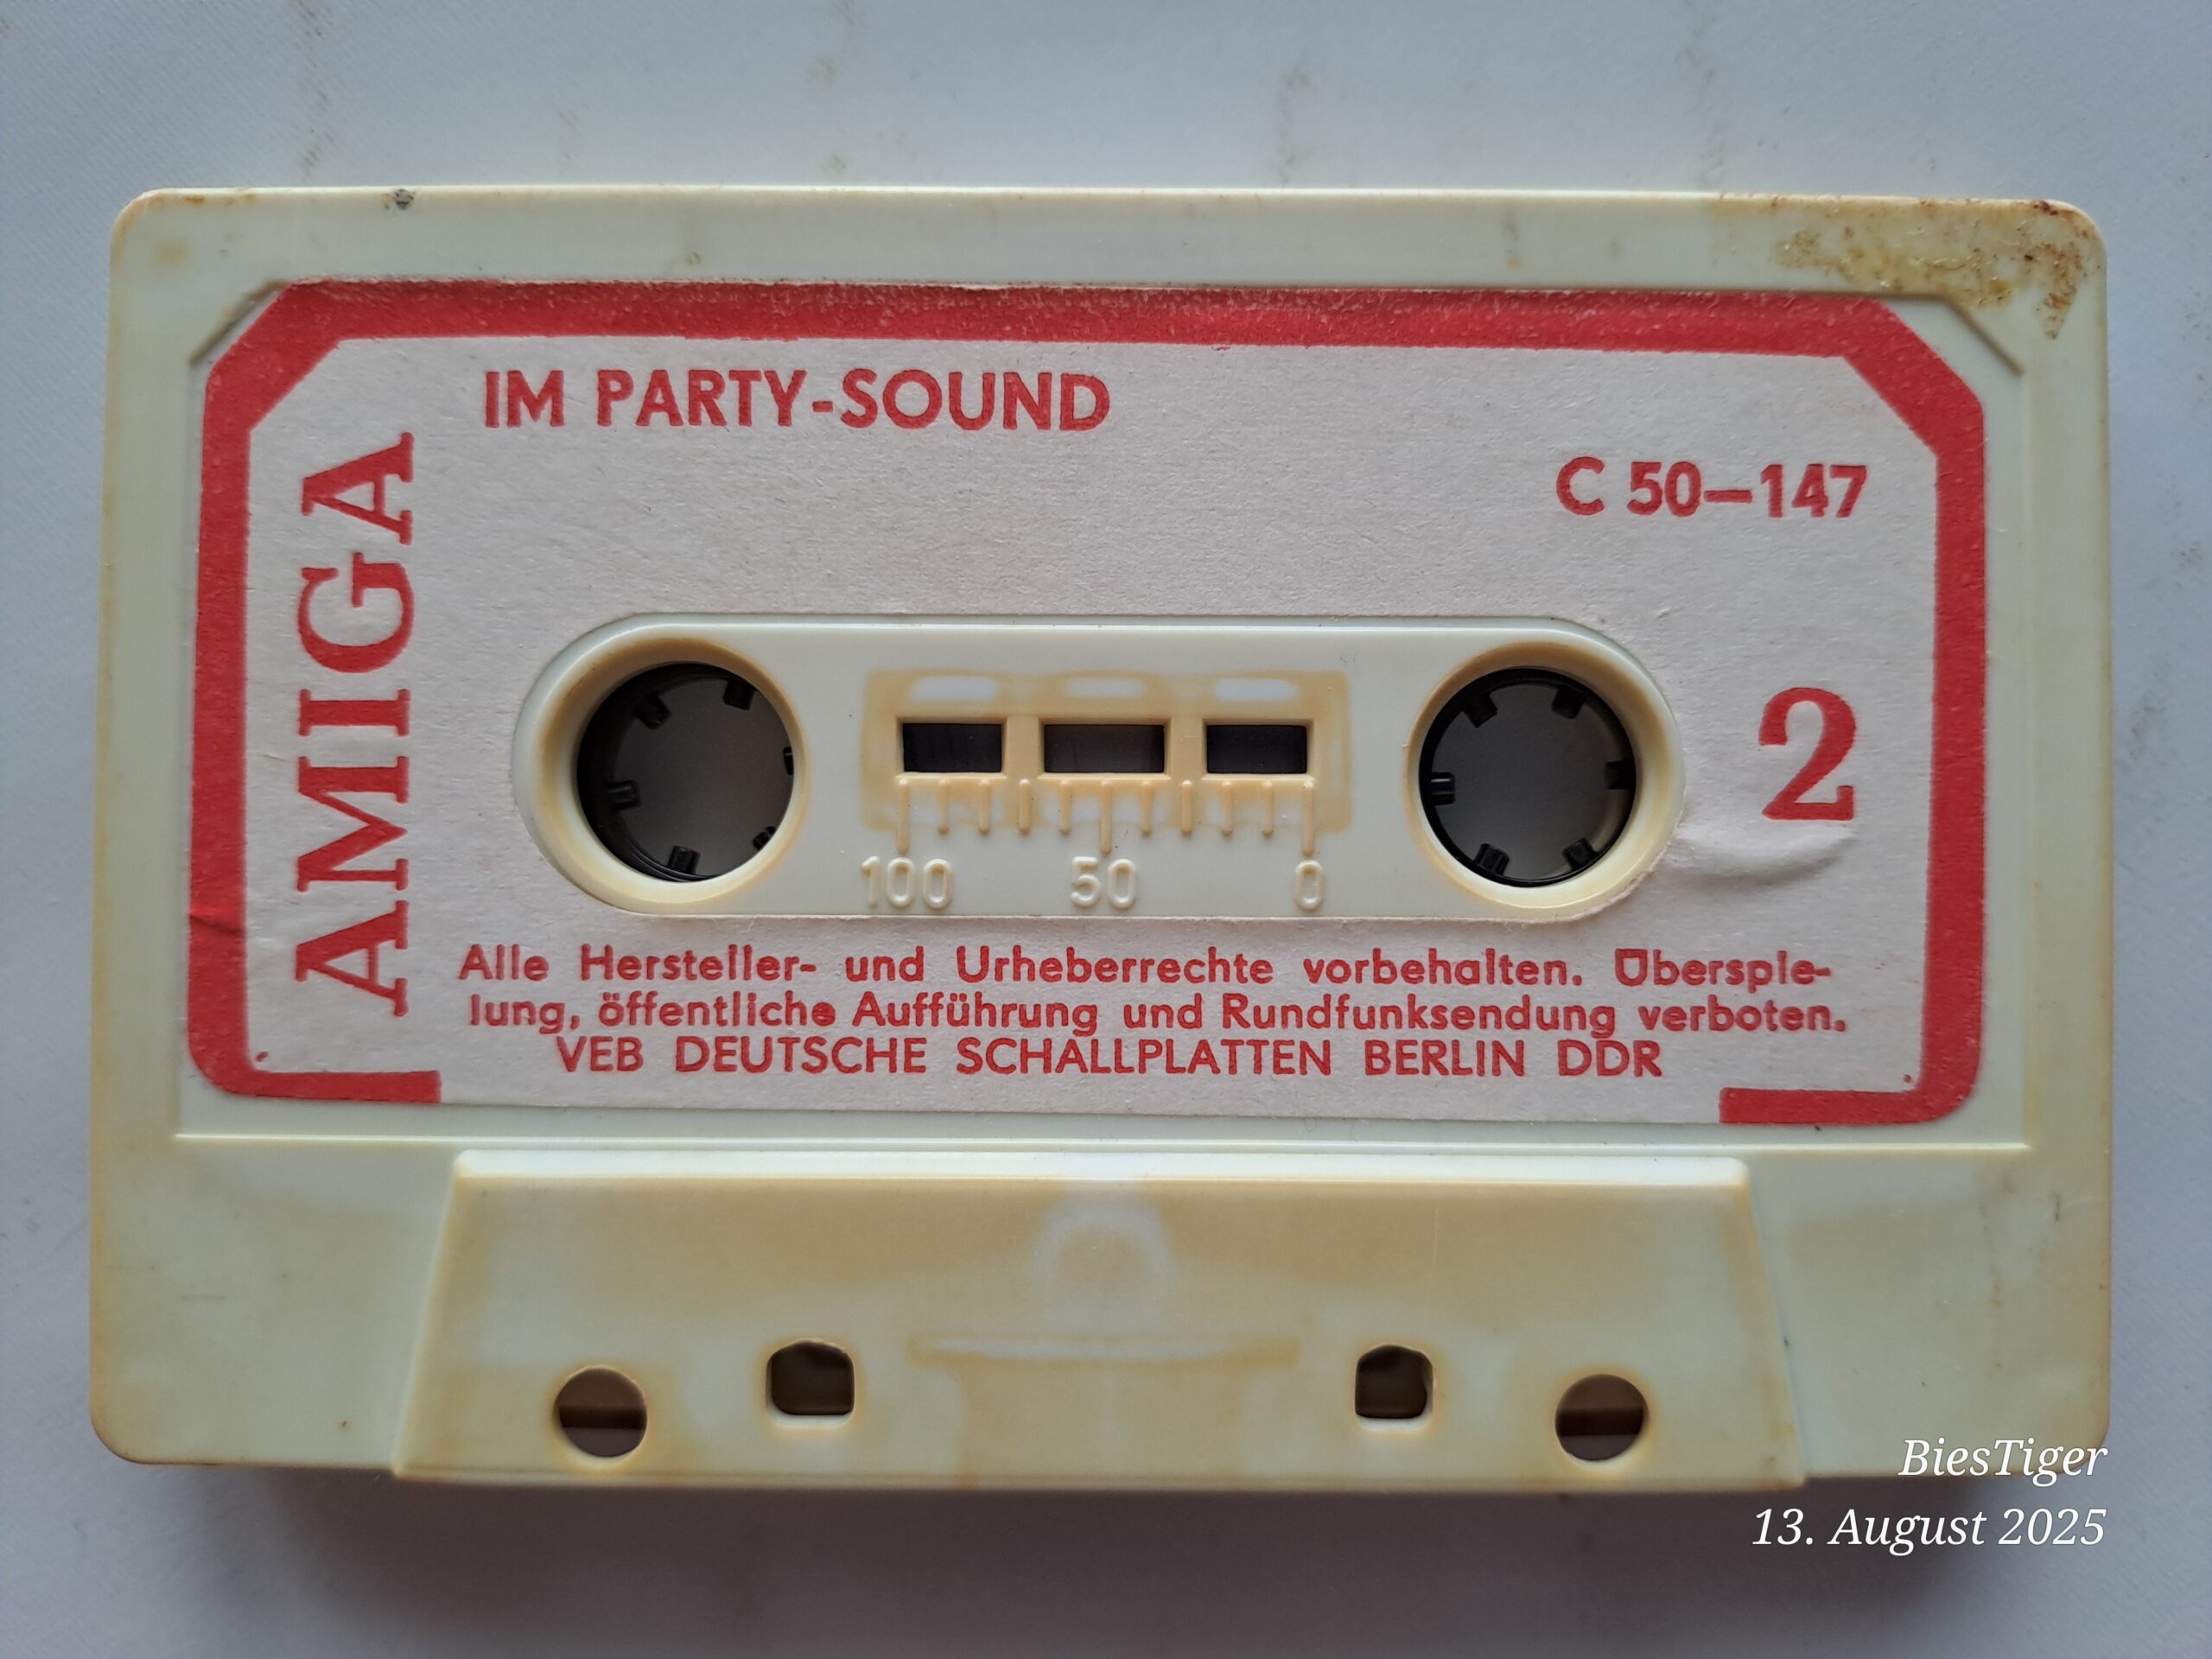 IM PARTY-SOUND
C 50–147
AMIGA
2
100 50 0
Alle Hersteller- und Urheberrechte vorbehalten. Überspie-
lung, öffentliche Aufführung und Rundfunksendung verboten.
VEB DEUTSCHE SCHALLPLATTEN BERLIN DDR
BiesTiger
13. August 2025